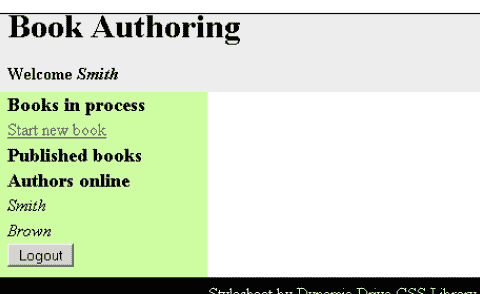 Book Authoring
Welcome Smith
Books in process
Start new book
Published books
Authors online
Smith
Brown
Logout
Stylesheet by Dynamic Drive CSS Library